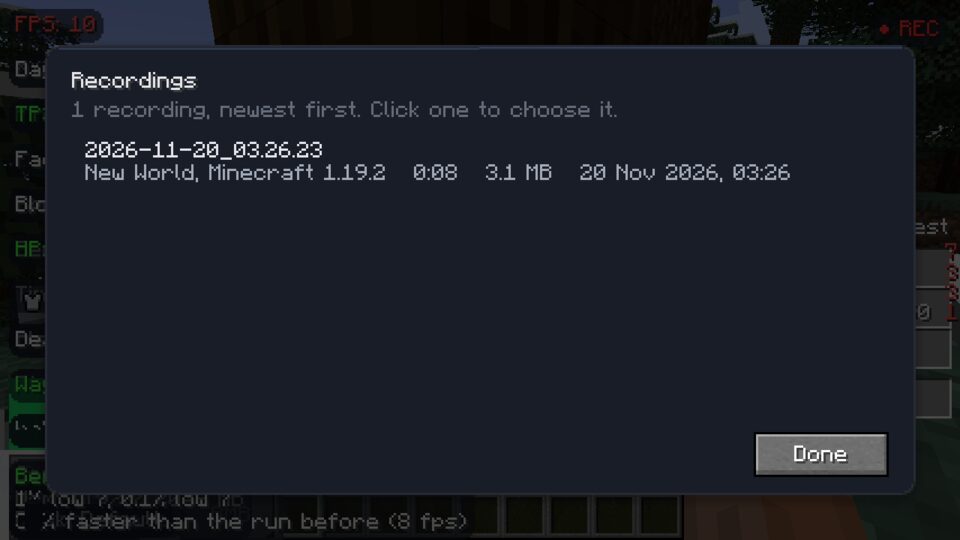 FPS: 10
REC
Recordings
1 recording, newest first. Click one to choose it.
2026-11-20_03.26.23
New World, Minecraft 1.19.2 0:08 3.1 MB 20 Nov 2026, 03:26
Done
faster than the run before (8 fps)